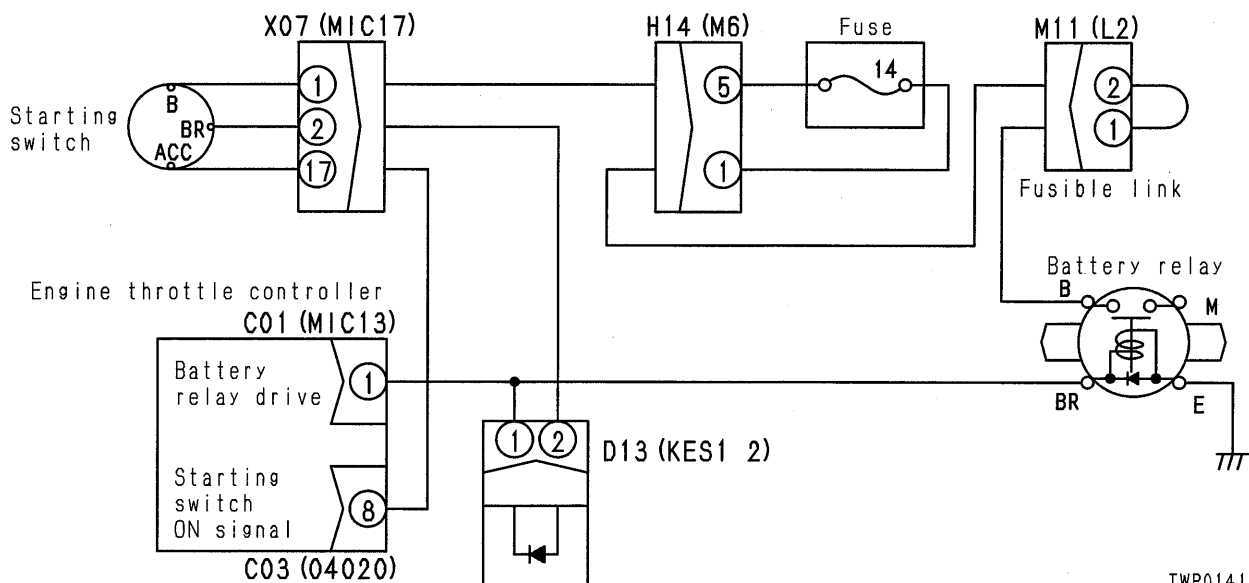 X07 (MIC17)
H14 (M6)
Fuse
M11 (L2)
Starting
switch
B
BR
ACC
1
2
17
5
1
14
2
1
Fusible link
Engine throttle controller
C01 (MIC13)
Battery
relay drive
1
Starting
switch
ON signal
8
C03 (04020)
1
2
D13 (KES1 2)
Battery relay
B
M
BR
E
TWP0141